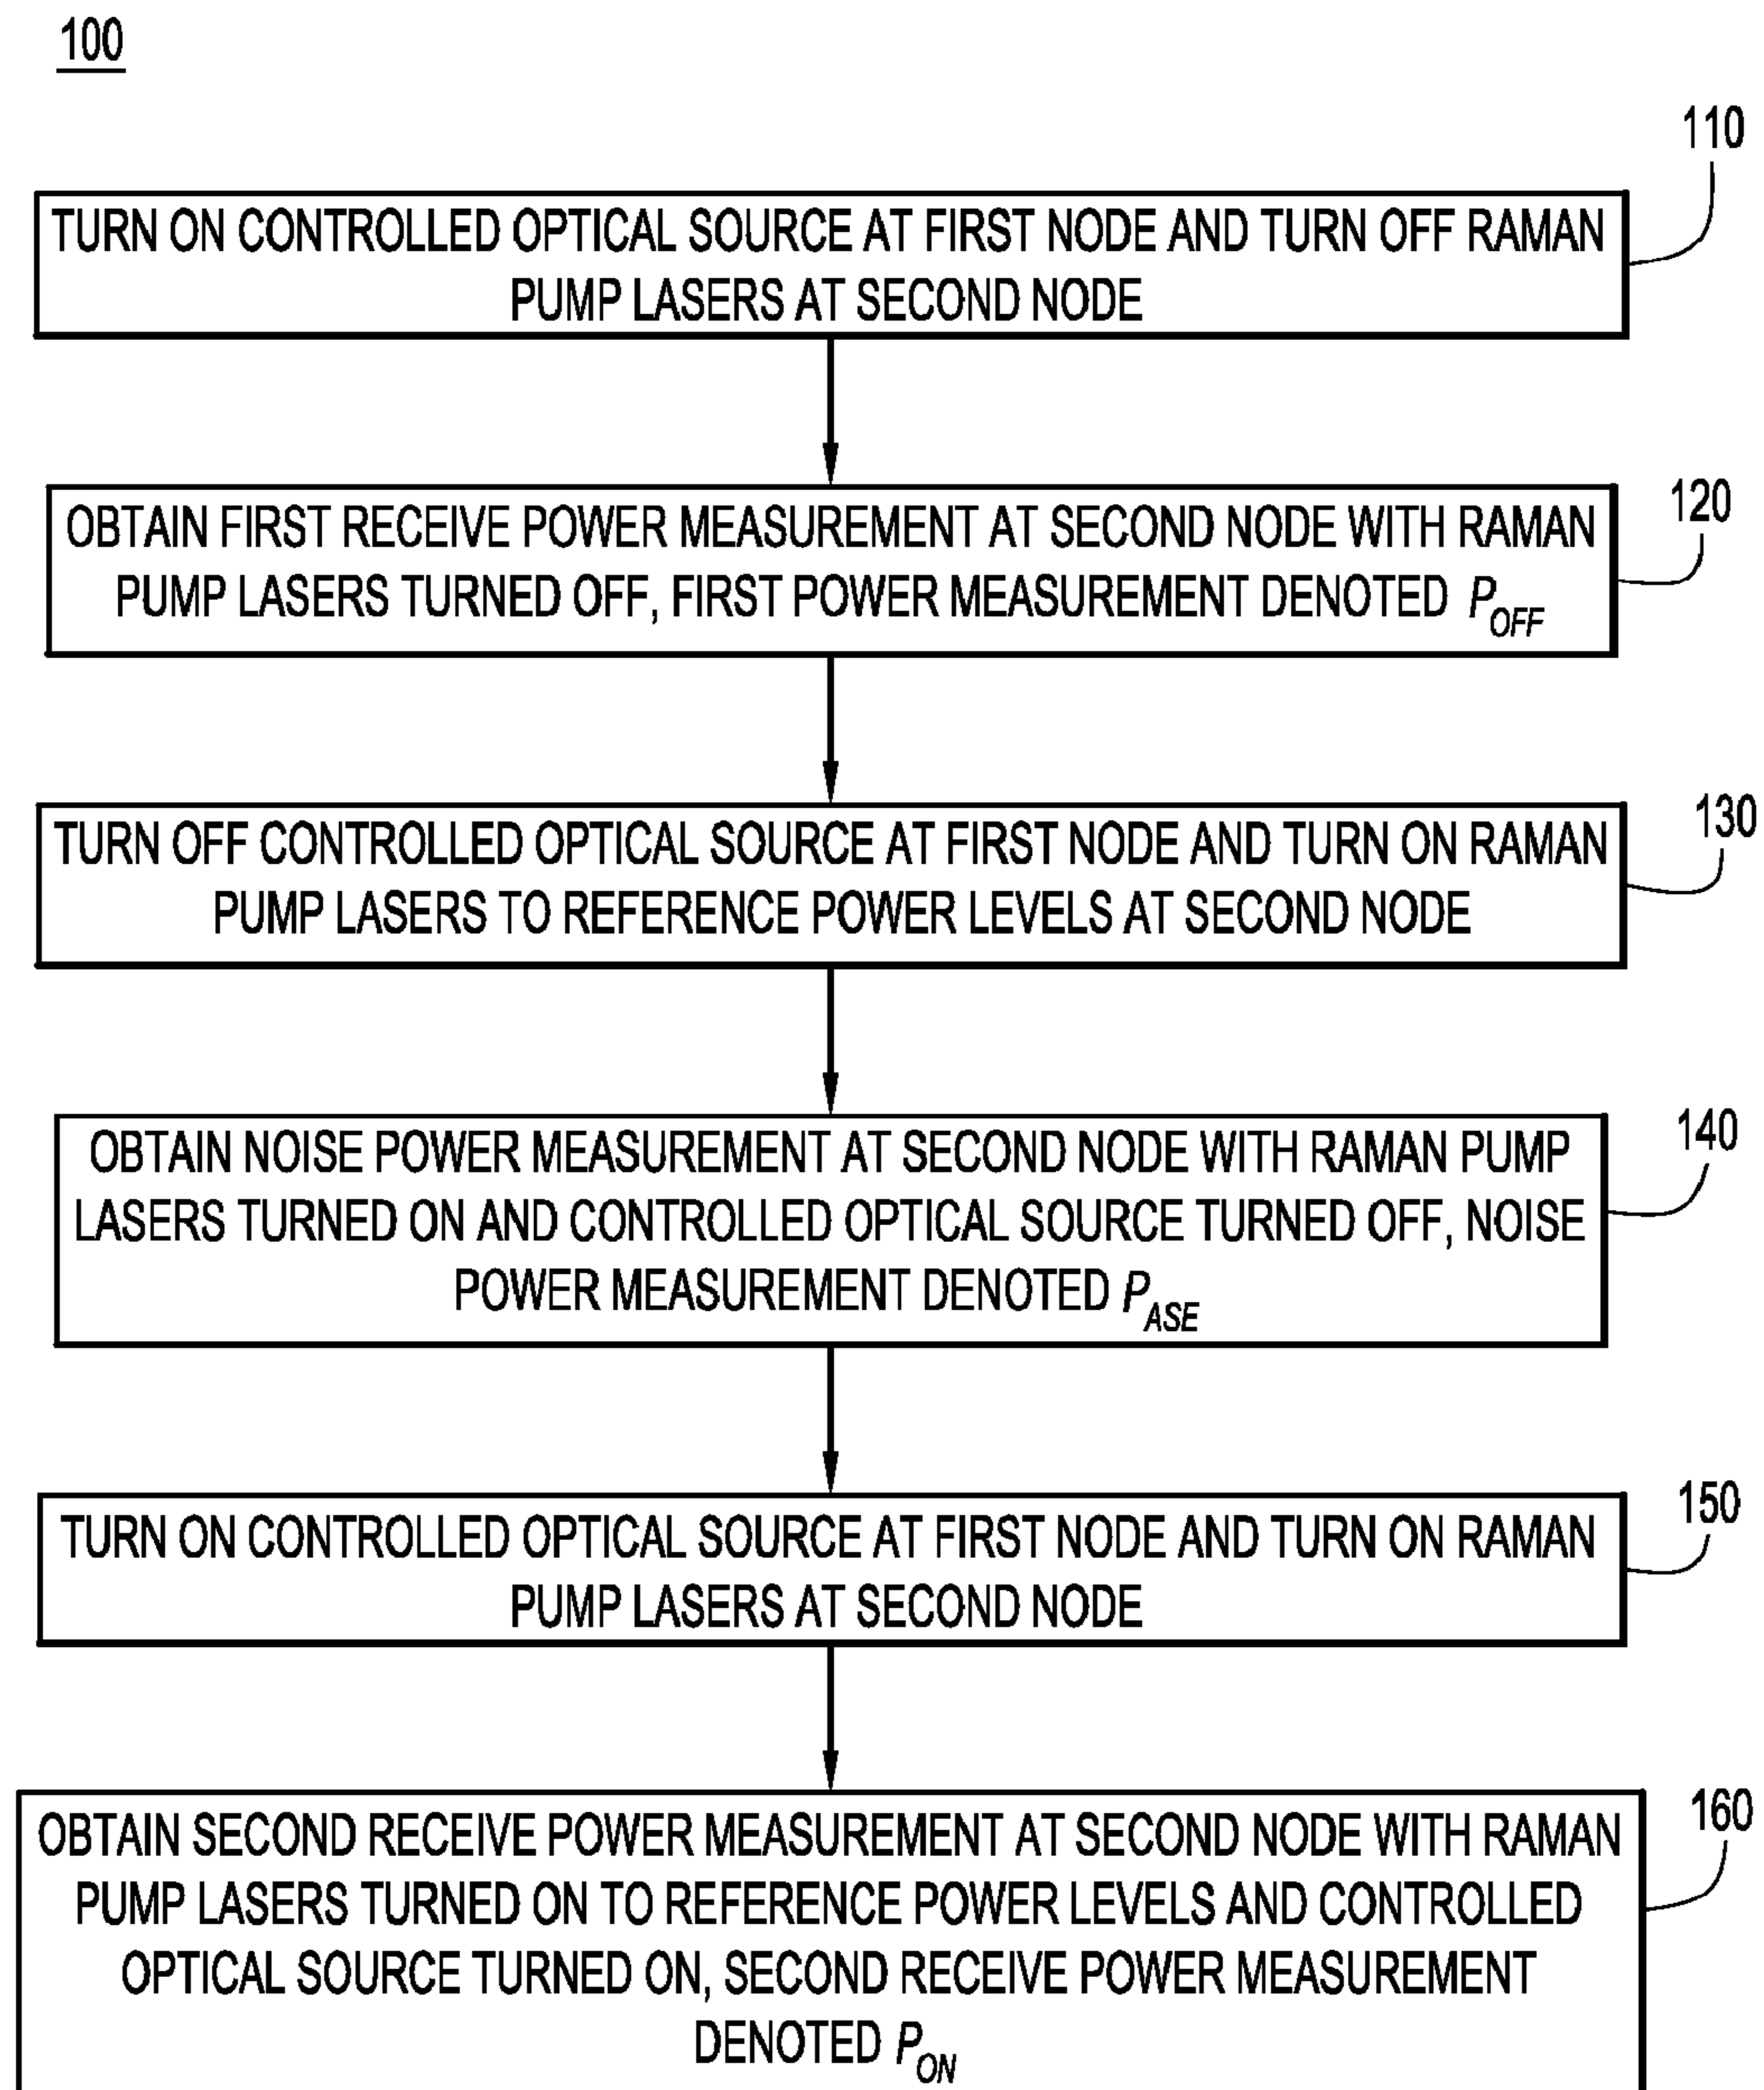 100
110
TURN ON CONTROLLED OPTICAL SOURCE AT FIRST NODE AND TURN OFF RAMAN
PUMP LASERS AT SECOND NODE
120
OBTAIN FIRST RECEIVE POWER MEASUREMENT AT SECOND NODE WITH RAMAN
PUMP LASERS TURNED OFF, FIRST POWER MEASUREMENT DENOTED P_OFF
130
TURN OFF CONTROLLED OPTICAL SOURCE AT FIRST NODE AND TURN ON RAMAN
PUMP LASERS TO REFERENCE POWER LEVELS AT SECOND NODE
140
OBTAIN NOISE POWER MEASUREMENT AT SECOND NODE WITH RAMAN PUMP
LASERS TURNED ON AND CONTROLLED OPTICAL SOURCE TURNED OFF, NOISE
POWER MEASUREMENT DENOTED P_ASE
150
TURN ON CONTROLLED OPTICAL SOURCE AT FIRST NODE AND TURN ON RAMAN
PUMP LASERS AT SECOND NODE
160
OBTAIN SECOND RECEIVE POWER MEASUREMENT AT SECOND NODE WITH RAMAN
PUMP LASERS TURNED ON TO REFERENCE POWER LEVELS AND CONTROLLED
OPTICAL SOURCE TURNED ON, SECOND RECEIVE POWER MEASUREMENT
DENOTED P_ON